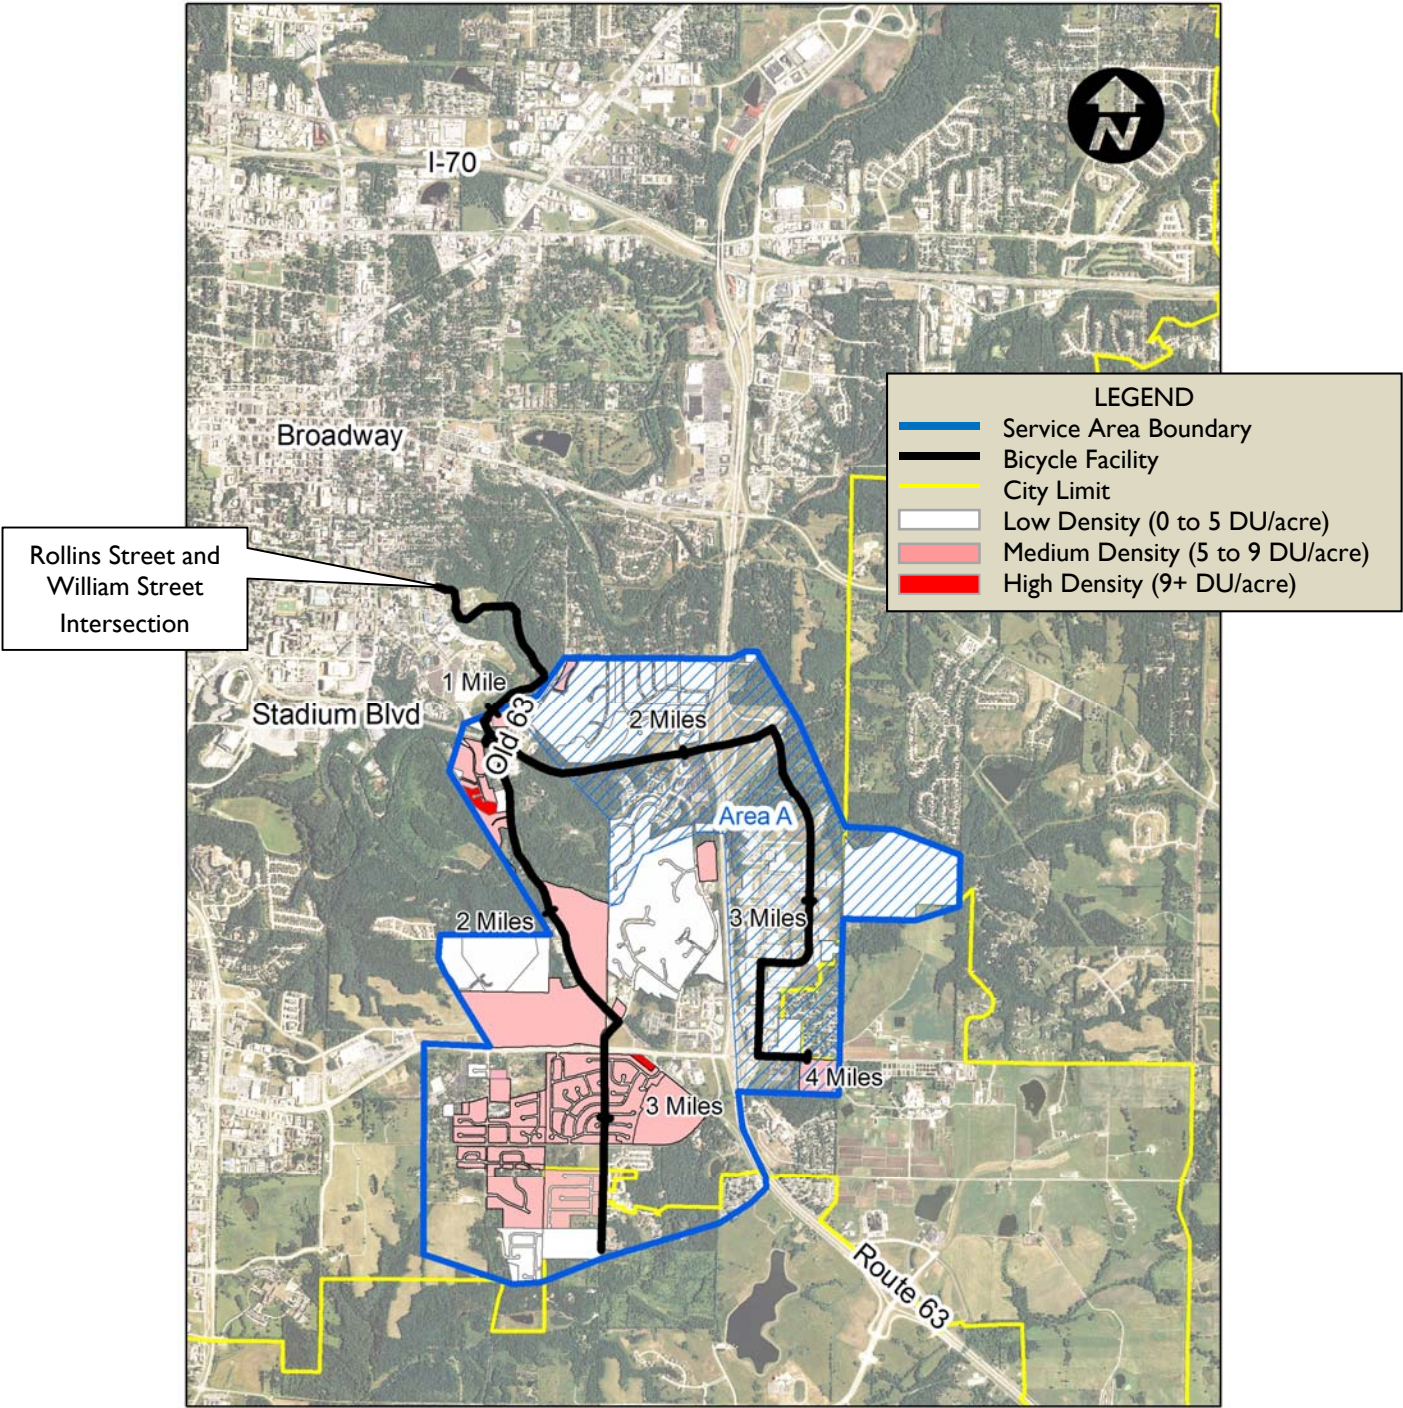 N
I-70
Broadway
LEGEND
Service Area Boundary
Bicycle Facility
City Limit
Low Density (0 to 5 DU/acre)
Medium Density (5 to 9 DU/acre)
High Density (9+ DU/acre)
Rollins Street and
William Street
Intersection
1 Mile
Stadium Blvd
Old 63
2 Miles
Area A
3 Miles
2 Miles
4 Miles
3 Miles
Route 63